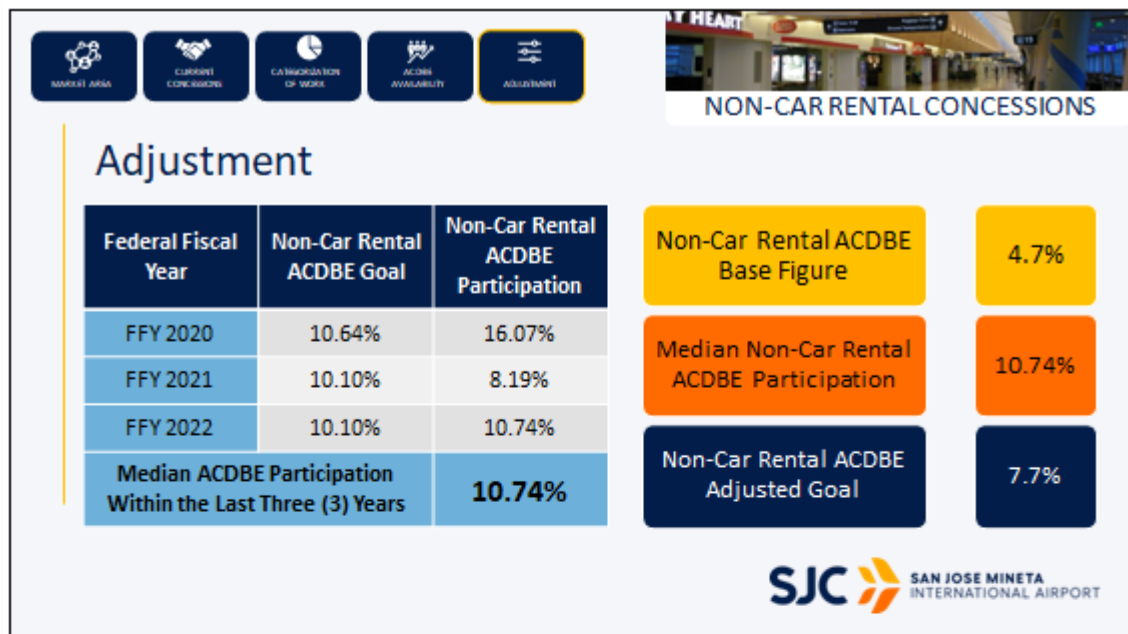 MARKET AREA
CURRENT
CONCESSIONS
CATEGORIZATION
OF WORK
ACDBE
AVAILABILITY
ADJUSTMENT
Y HEART
NON-CAR RENTAL CONCESSIONS
Adjustment
Federal Fiscal
Year
Non-Car Rental
ACDBE Goal
Non-Car Rental
ACDBE
Participation
FFY 2020 10.64% 16.07%
FFY 2021 10.10% 8.19%
FFY 2022 10.10% 10.74%
Median ACDBE Participation
Within the Last Three (3) Years
10.74%
Non-Car Rental ACDBE
Base Figure
4.7%
Median Non-Car Rental
ACDBE Participation
10.74%
Non-Car Rental ACDBE
Adjusted Goal
7.7%
SJC
SAN JOSE MINETA
INTERNATIONAL AIRPORT